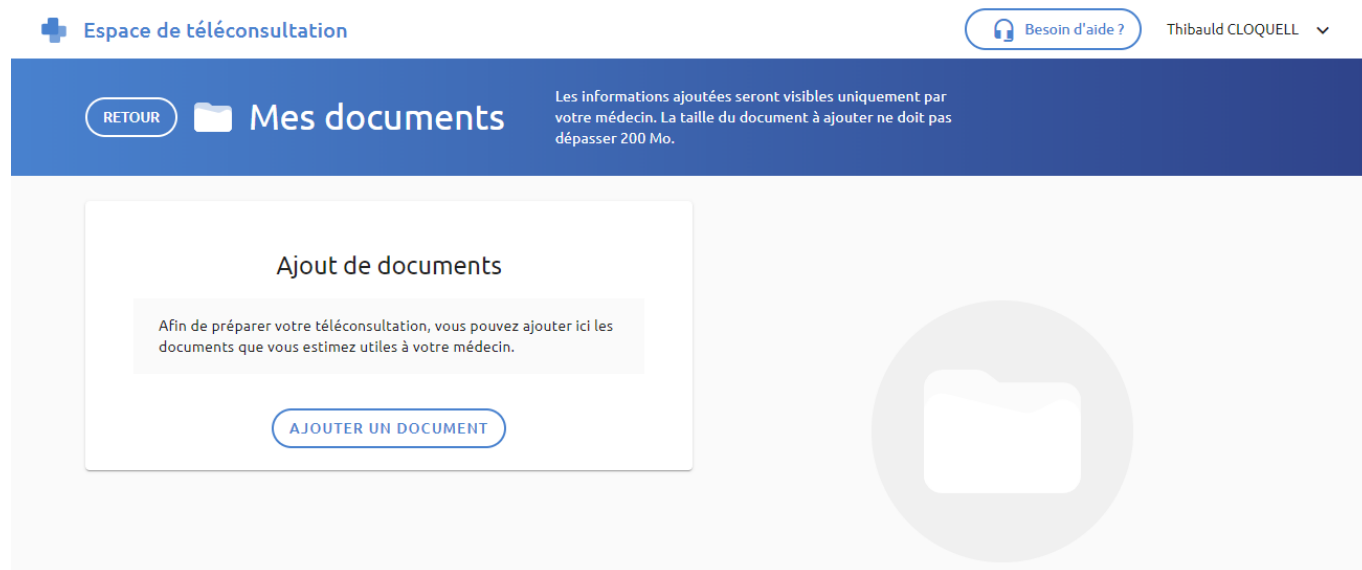 Espace de téléconsultation
Besoin d'aide ?
Thibauld CLOQUELL
RETOUR
Mes documents
Les informations ajoutées seront visibles uniquement par
votre médecin. La taille du document à ajouter ne doit pas
dépasser 200 Mo.
Ajout de documents
Afin de préparer votre téléconsultation, vous pouvez ajouter ici les
documents que vous estimez utiles à votre médecin.
AJOUTER UN DOCUMENT